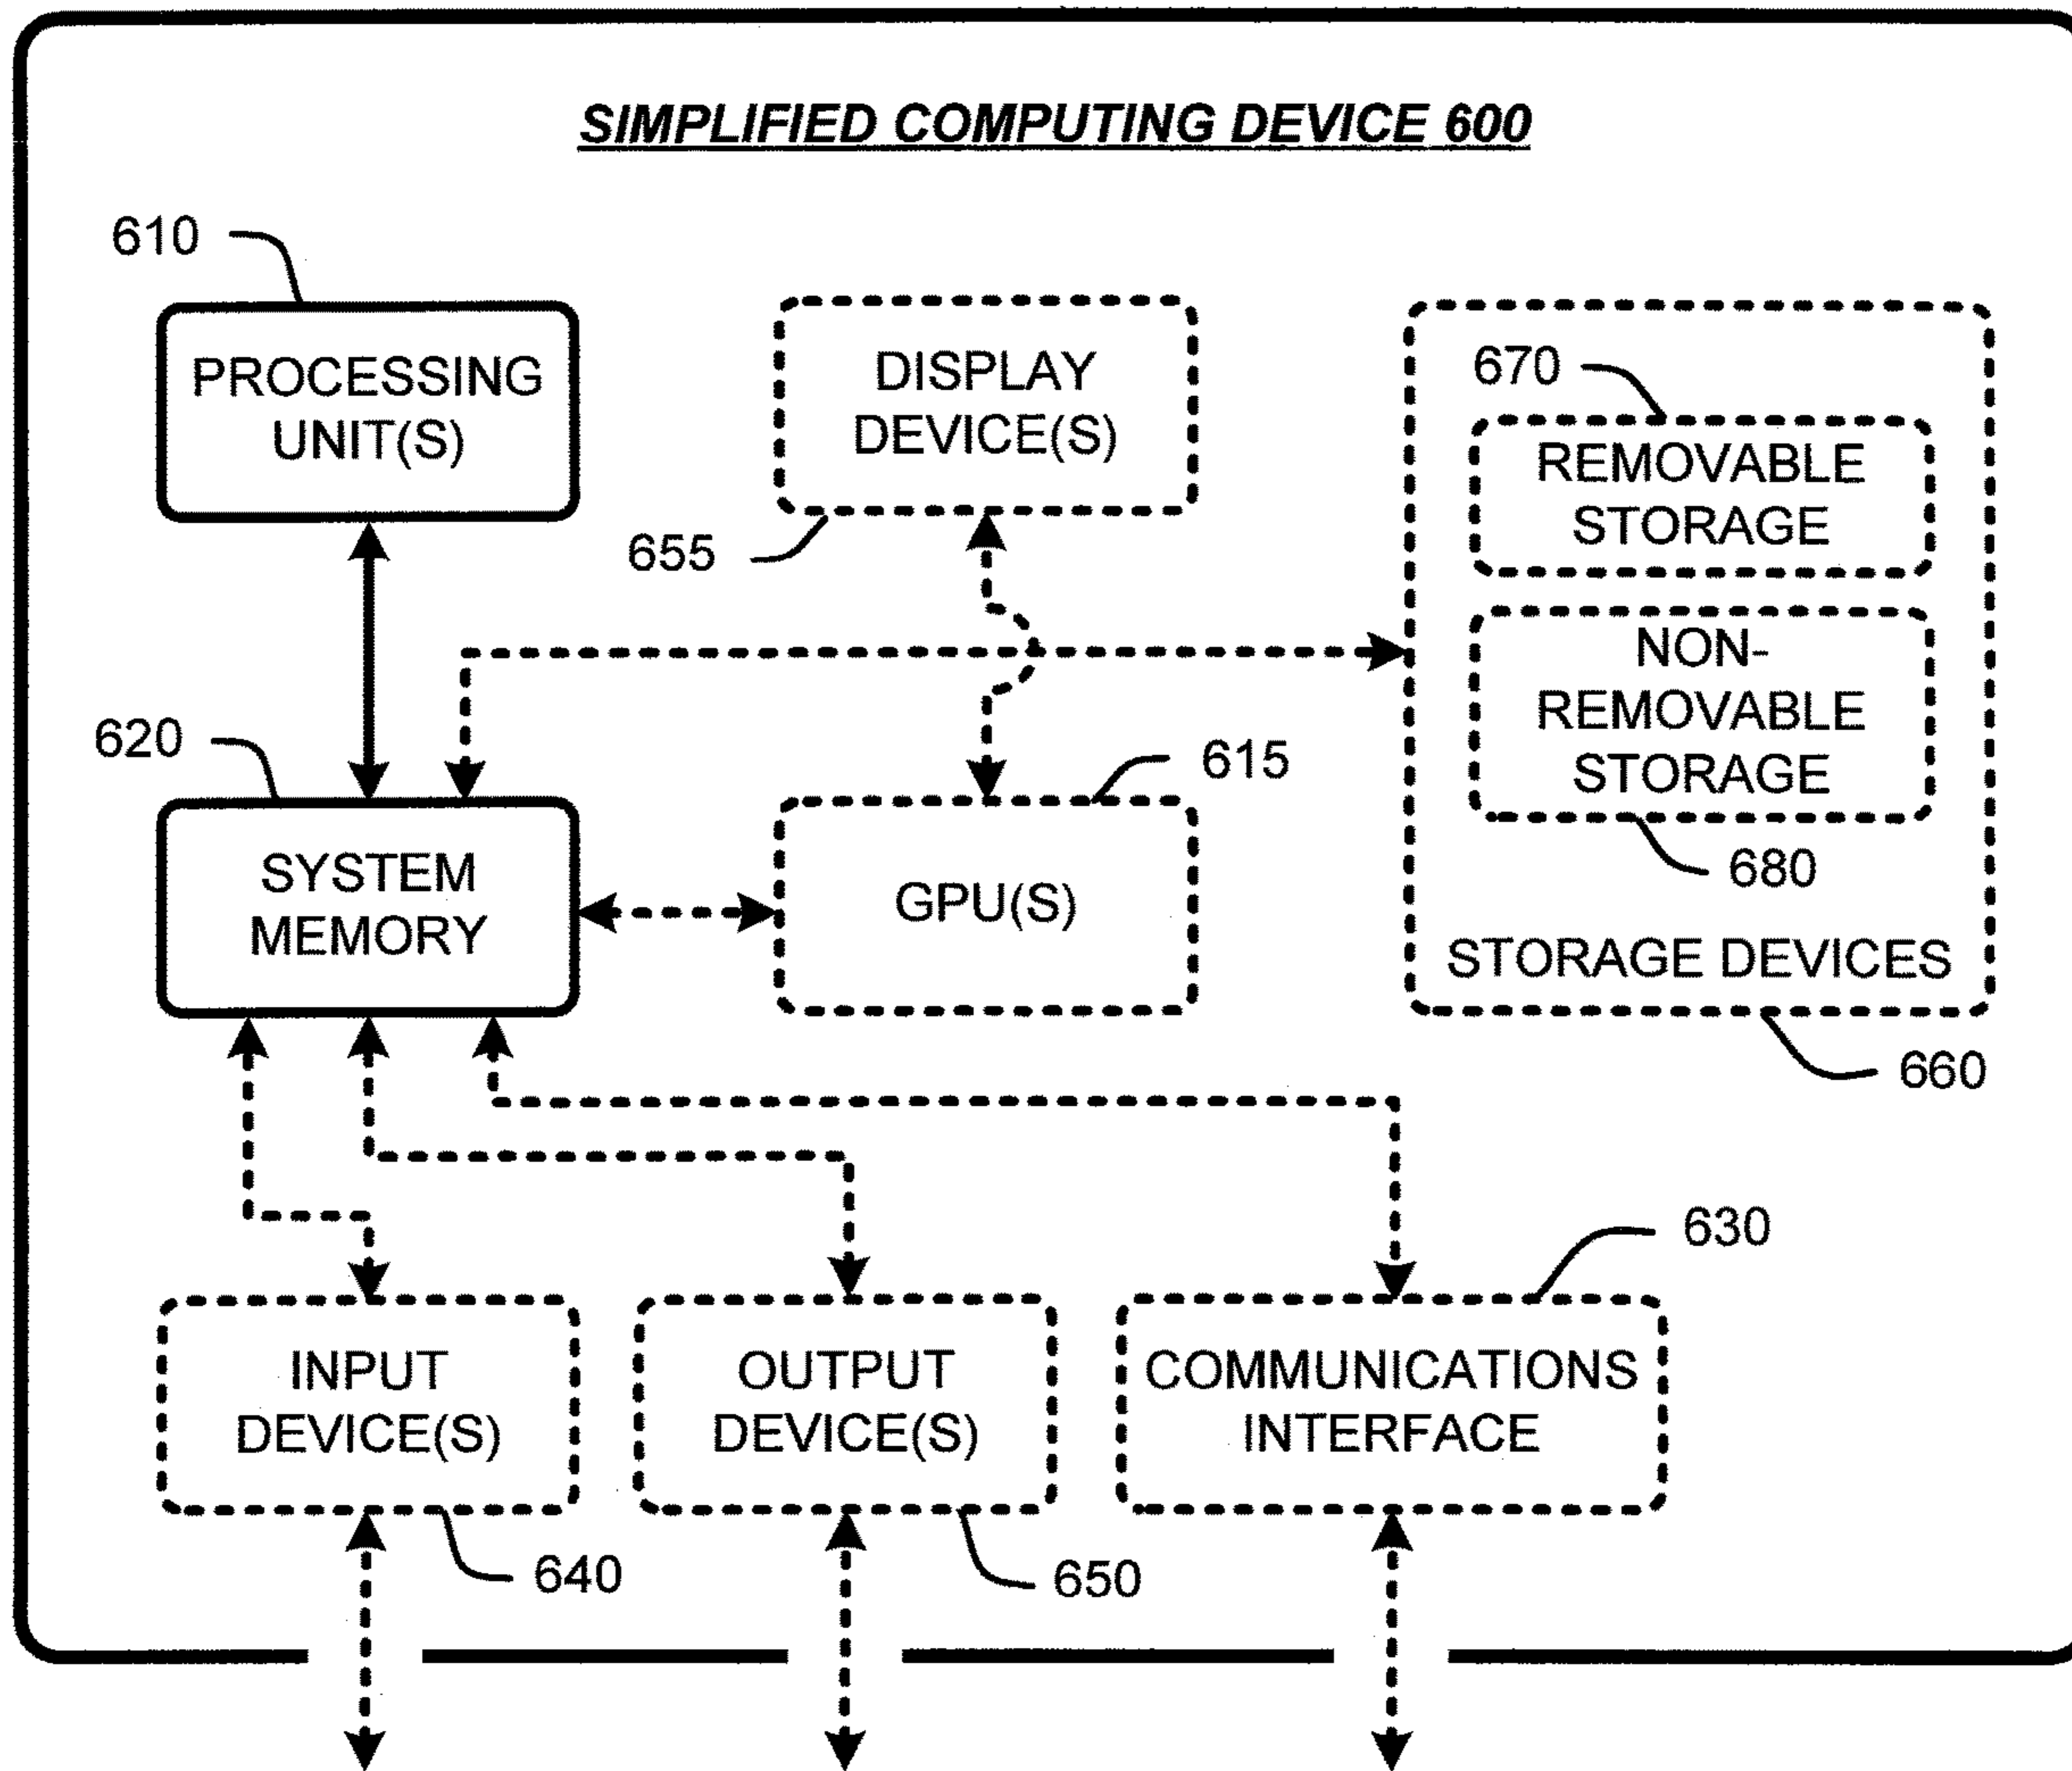 SIMPLIFIED COMPUTING DEVICE 600
610
PROCESSING
UNIT(S)
DISPLAY
DEVICE(S)
655
670
REMOVABLE
STORAGE
NON-
REMOVABLE
STORAGE
680
STORAGE DEVICES
660
620
SYSTEM
MEMORY
615
GPU(S)
630
INPUT
DEVICE(S)
640
OUTPUT
DEVICE(S)
650
COMMUNICATIONS
INTERFACE